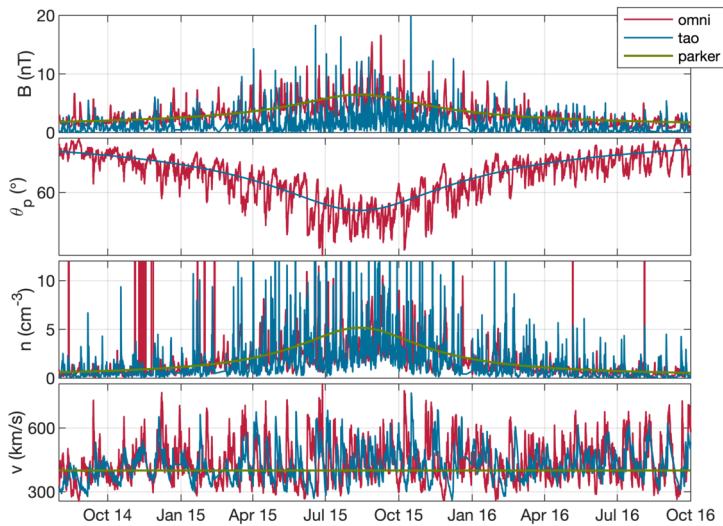 omni
tao
parker
20
10
0
B (nT)
60
θp (°)
10
5
0
n (cm-3)
600
300
v (km/s)
Oct 14 Jan 15 Apr 15 Jul 15 Oct 15 Jan 16 Apr 16 Jul 16 Oct 16